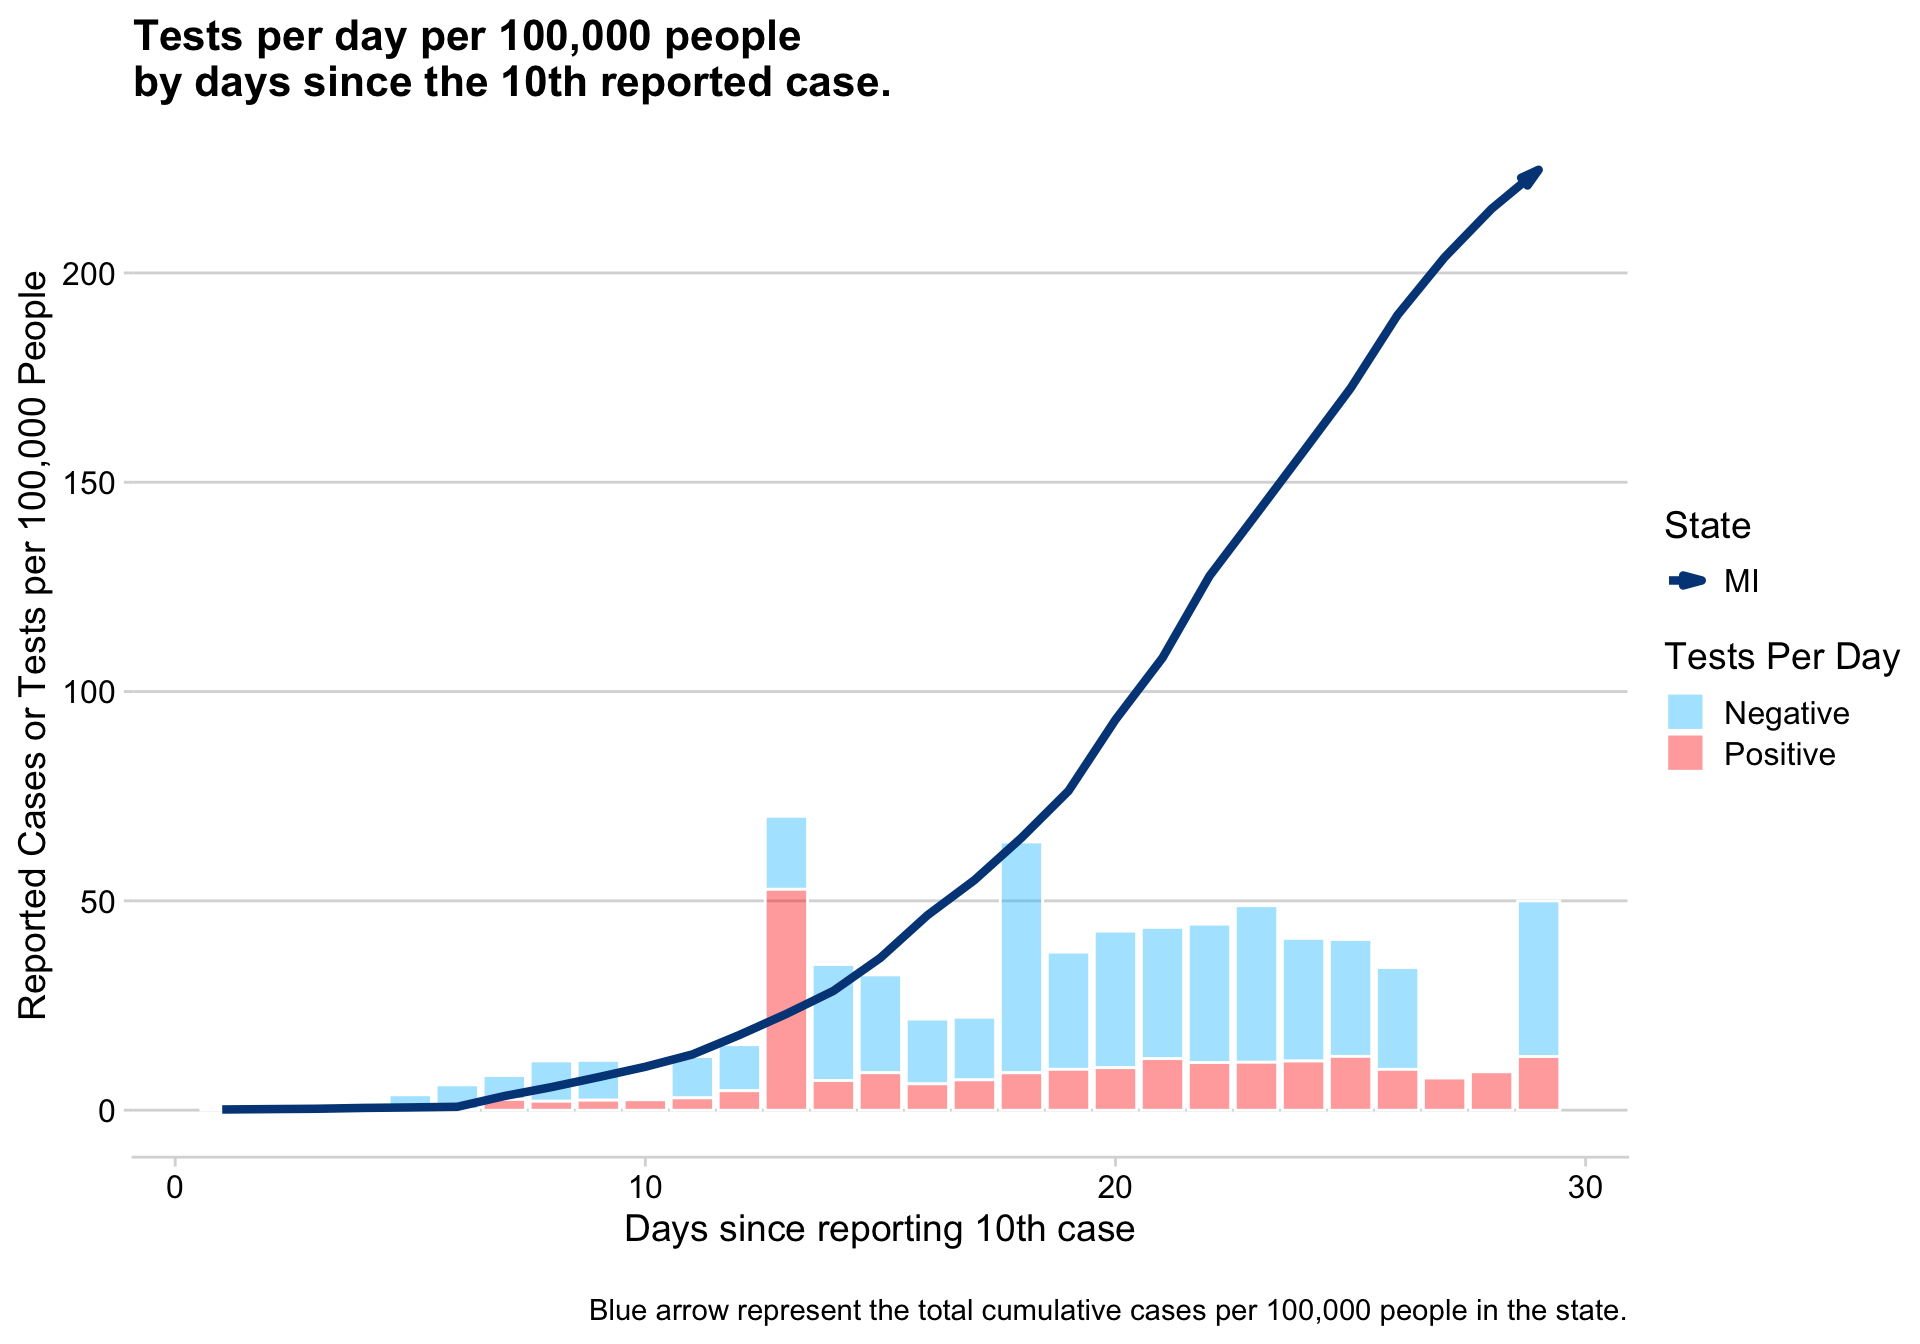 Tests per day per 100,000 people
by days since the 10th reported case.
Reported Cases or Tests per 100,000 People
200
150
100
50
0
0
10
20
30
Days since reporting 10th case
State
MI
Tests Per Day
Negative
Positive
Blue arrow represent the total cumulative cases per 100,000 people in the state.